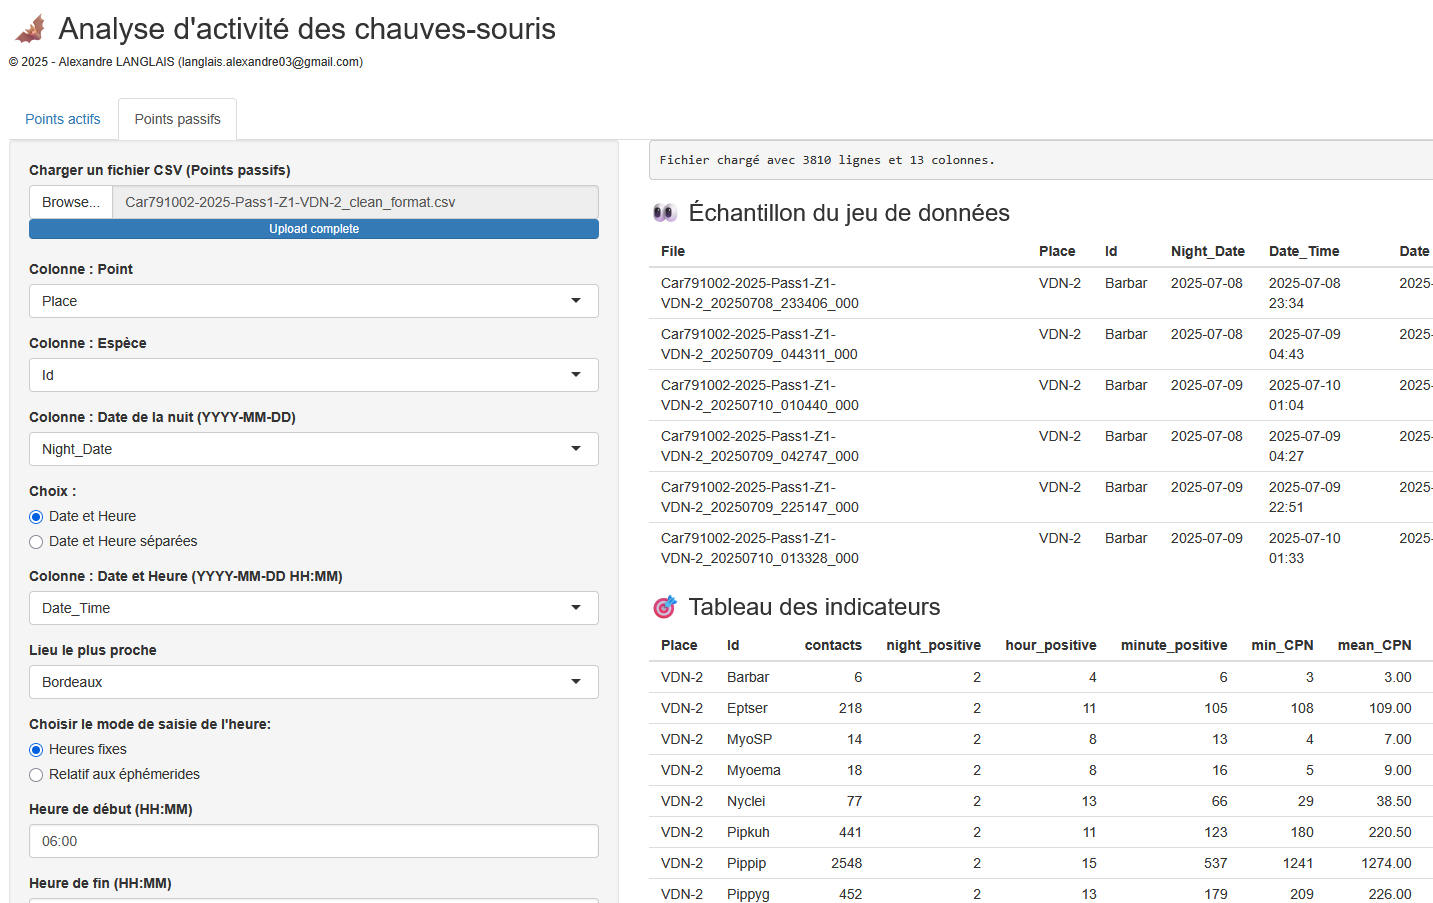 Analyse d'activité des chauves-souris
© 2025 - Alexandre LANGLAIS (langlais.alexandre03@gmail.com)
Points actifs
Points passifs
Charger un fichier CSV (Points passifs)
Browse...
Car791002-2025-Pass1-Z1-VDN-2_clean_format.csv
Upload complete
Colonne : Point
Place
Colonne : Espèce
Id
Colonne : Date de la nuit (YYYY-MM-DD)
Night_Date
Choix :
Date et Heure
Date et Heure séparées
Colonne : Date et Heure (YYYY-MM-DD HH:MM)
Date_Time
Lieu le plus proche
Bordeaux
Choisir le mode de saisie de l'heure:
Heures fixes
Relatif aux éphémerides
Heure de début (HH:MM)
06:00
Heure de fin (HH:MM)
Fichier chargé avec 3810 lignes et 13 colonnes.
Échantillon du jeu de données
File Place Id Night_Date Date_Time Date
Car791002-2025-Pass1-Z1- VDN-2 Barbar 2025-07-08 2025-07-08 2025-
VDN-2_20250708_233406_000 23:34
Car791002-2025-Pass1-Z1- VDN-2 Barbar 2025-07-08 2025-07-09 2025-
VDN-2_20250709_044311_000 04:43
Car791002-2025-Pass1-Z1- VDN-2 Barbar 2025-07-09 2025-07-10 2025-
VDN-2_20250710_010440_000 01:04
Car791002-2025-Pass1-Z1- VDN-2 Barbar 2025-07-08 2025-07-09 2025-
VDN-2_20250709_042747_000 04:27
Car791002-2025-Pass1-Z1- VDN-2 Barbar 2025-07-09 2025-07-09 2025-
VDN-2_20250709_225147_000 22:51
Car791002-2025-Pass1-Z1- VDN-2 Barbar 2025-07-09 2025-07-10 2025-
VDN-2_20250710_013328_000 01:33
Tableau des indicateurs
Place Id contacts night_positive hour_positive minute_positive min_CPN mean_CPN
VDN-2 Barbar 6 2 4 6 3 3.00
VDN-2 Eptser 218 2 11 105 108 109.00
VDN-2 MyoSP 14 2 8 13 4 7.00
VDN-2 Myoema 18 2 8 16 5 9.00
VDN-2 Nyclei 77 2 13 66 29 38.50
VDN-2 Pipkuh 441 2 11 123 180 220.50
VDN-2 Pippip 2548 2 15 537 1241 1274.00
VDN-2 Pippyg 452 2 13 179 209 226.00